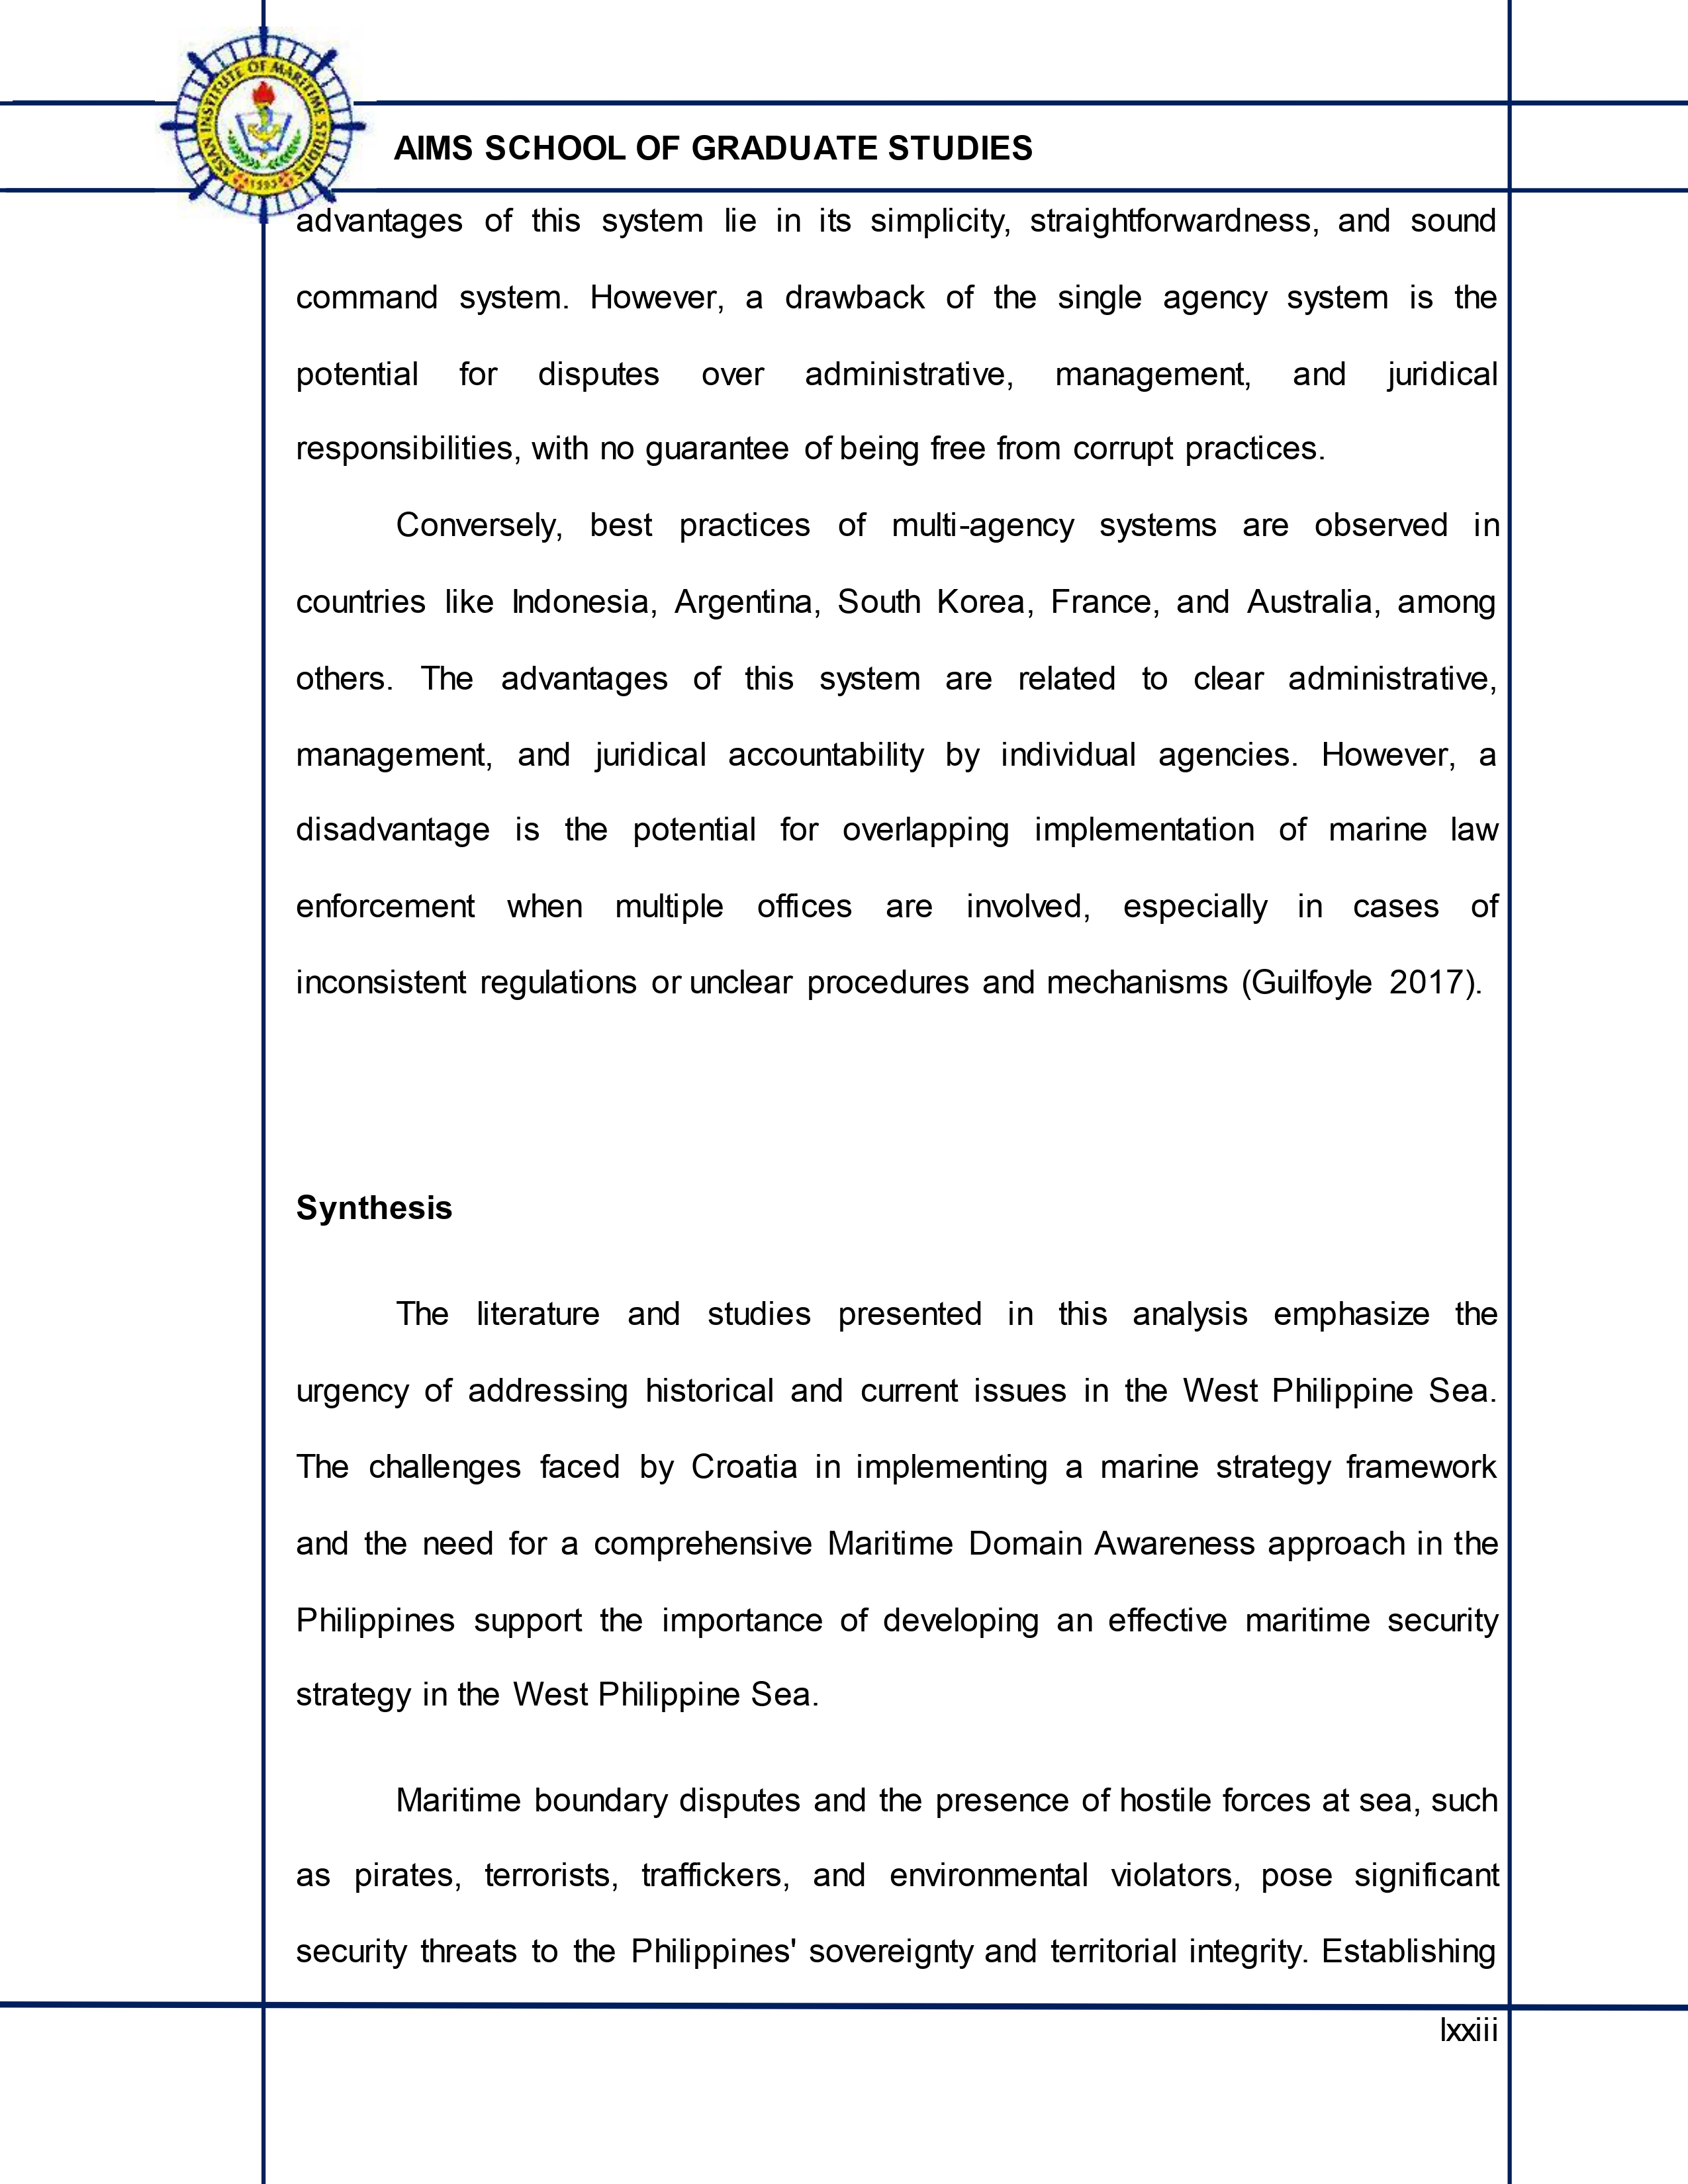 ASIAN INSTITUTE OF MARITIME STUDIES
1993
AIMS SCHOOL OF GRADUATE STUDIES
advantages of this system lie in its simplicity, straightforwardness, and sound
command system. However, a drawback of the single agency system is the
potential for disputes over administrative, management, and juridical
responsibilities, with no guarantee of being free from corrupt practices.
Conversely, best practices of multi-agency systems are observed in
countries like Indonesia, Argentina, South Korea, France, and Australia, among
others. The advantages of this system are related to clear administrative,
management, and juridical accountability by individual agencies. However, a
disadvantage is the potential for overlapping implementation of marine law
enforcement when multiple offices are involved, especially in cases of
inconsistent regulations or unclear procedures and mechanisms (Guilfoyle 2017).
Synthesis
The literature and studies presented in this analysis emphasize the
urgency of addressing historical and current issues in the West Philippine Sea.
The challenges faced by Croatia in implementing a marine strategy framework
and the need for a comprehensive Maritime Domain Awareness approach in the
Philippines support the importance of developing an effective maritime security
strategy in the West Philippine Sea.
Maritime boundary disputes and the presence of hostile forces at sea, such
as pirates, terrorists, traffickers, and environmental violators, pose significant
security threats to the Philippines' sovereignty and territorial integrity. Establishing
lxxiii